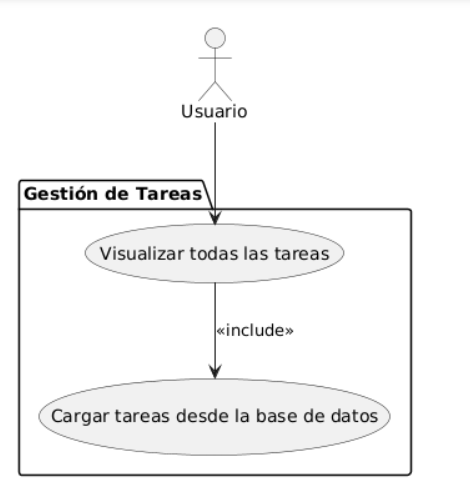 Usuario
Gestión de Tareas
Visualizar todas las tareas
«include»
Cargar tareas desde la base de datos